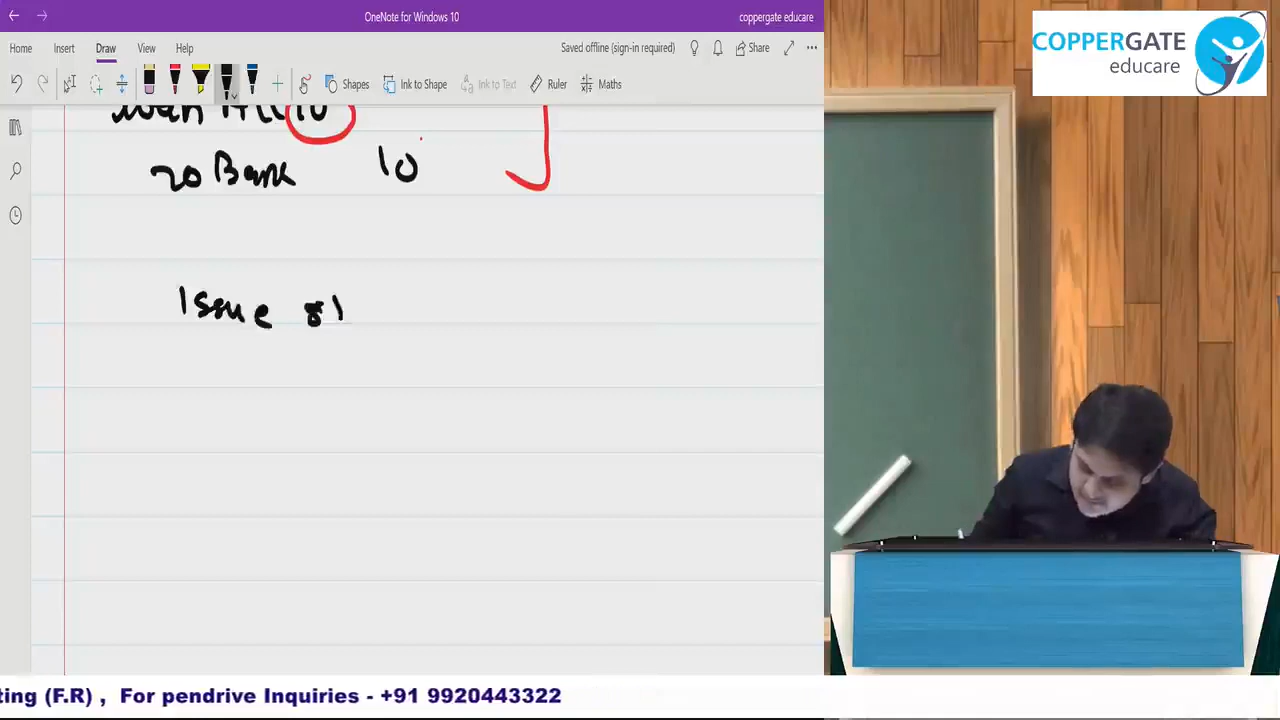 OneNote for Windows 10
coppergate educare
Home Insert Draw View Help
Saved offline (sign-in required)
Share
Shapes
Ink to Shape
Ink to Text
Ruler
Maths
COPPERGATE
educare
10
Bank 10
Issue
ting (F.R) , For pendrive Inquiries - +91 9920443322